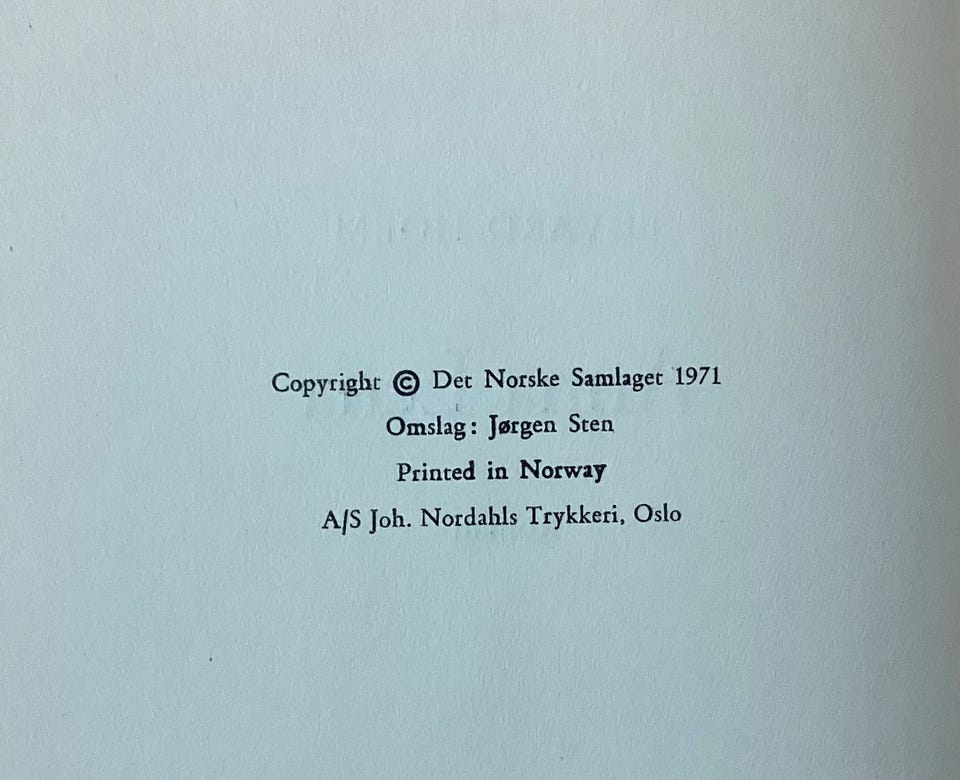 Copyright © Det Norske Samlaget 1971
Omslag: Jørgen Sten
Printed in Norway
A/S Joh. Nordahls Trykkeri, Oslo